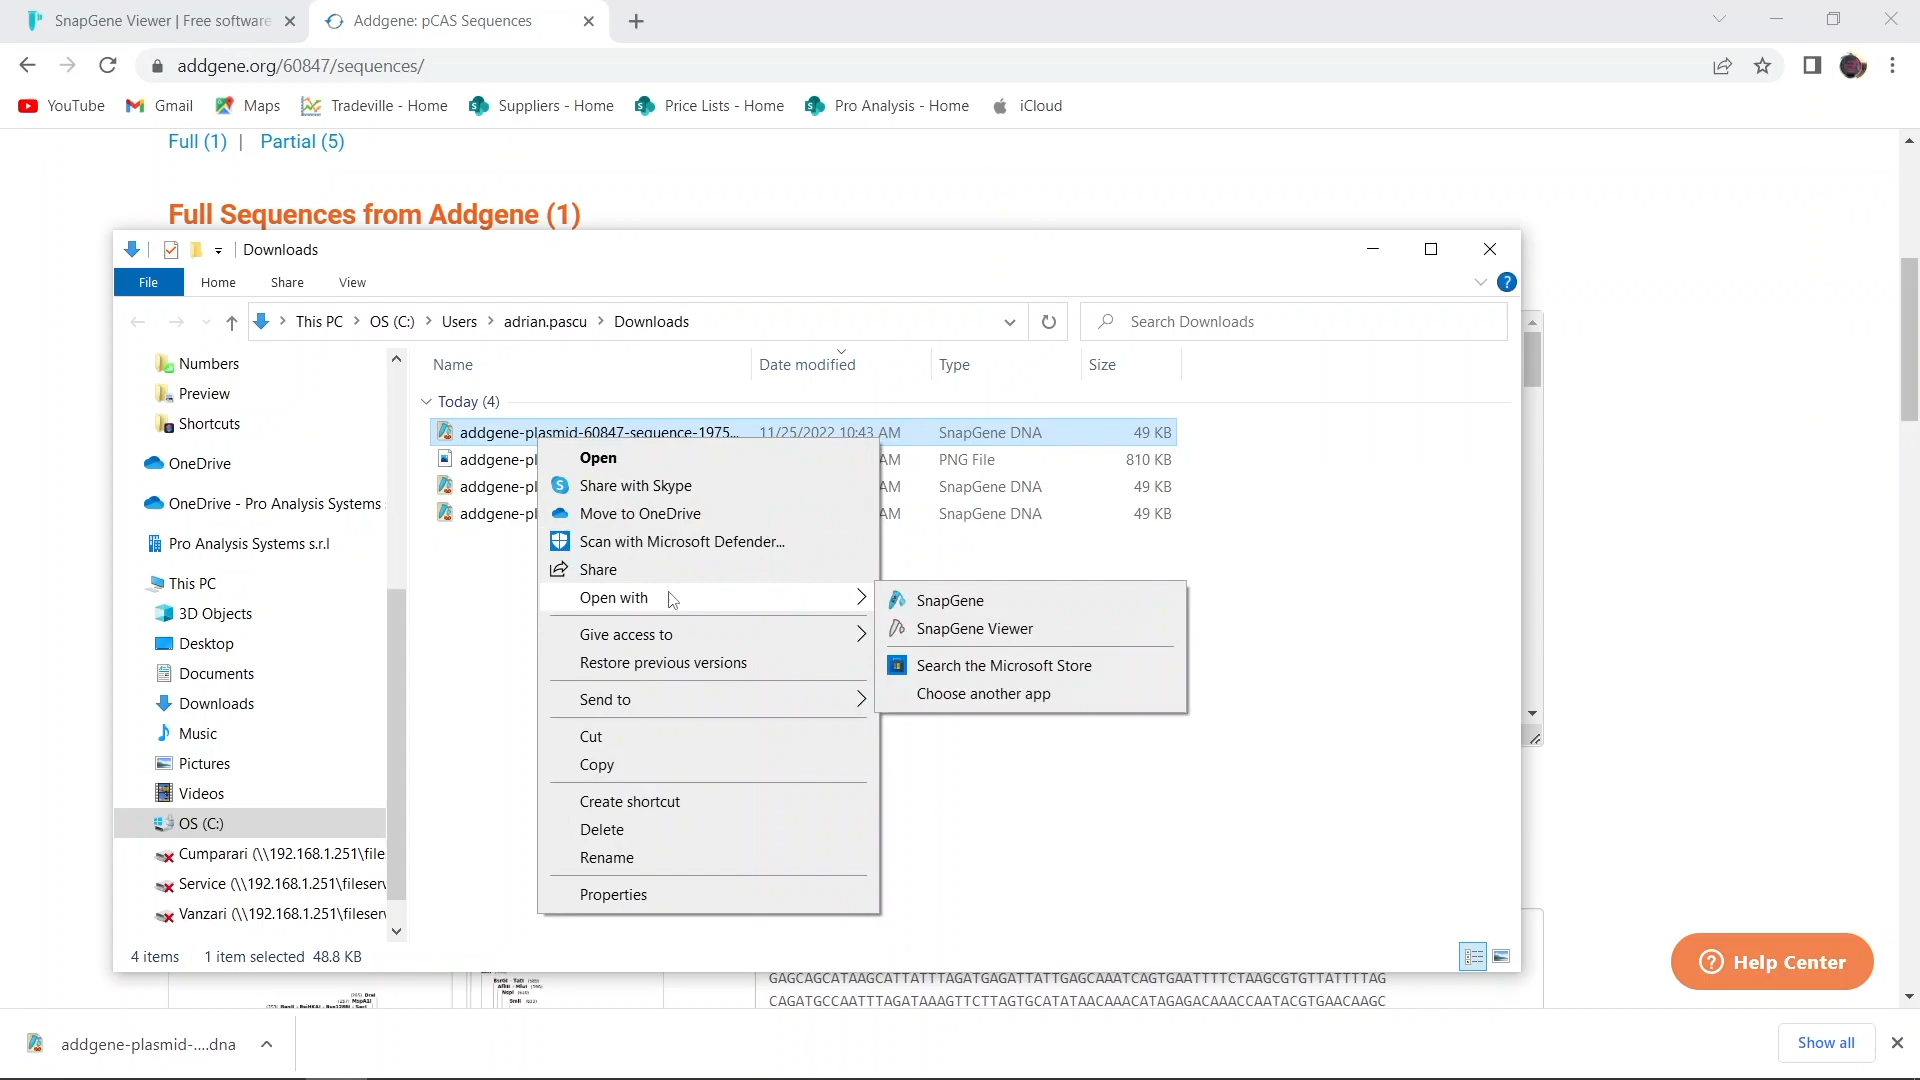 SnapGene Viewer | Free software
Addgene: pCAS Sequences
addgene.org/60847/sequences/
YouTube
Gmail
Maps
Tradeville - Home
Suppliers - Home
Price Lists - Home
Pro Analysis - Home
iCloud
Full (1) | Partial (5)
Full Sequences from Addgene (1)
Downloads
File
Home
Share
View
This PC > OS (C:) > Users > adrian.pascu > Downloads
Search Downloads
Numbers
Preview
Shortcuts
OneDrive
OneDrive - Pro Analysis Systems
Pro Analysis Systems s.r.l
This PC
3D Objects
Desktop
Documents
Downloads
Music
Pictures
Videos
OS (C:)
Cumparari (\\192.168.1.251\file
Service (\\192.168.1.251\fileserv
Vanzari (\\192.168.1.251\fileserv
Name
Date modified
Type
Size
Today (4)
addgene-plasmid-60847-sequence-1975... 11/25/2022 10:43 AM SnapGene DNA 49 KB
addgene-pl AM PNG File 810 KB
addgene-pl AM SnapGene DNA 49 KB
addgene-pl AM SnapGene DNA 49 KB
Open
Share with Skype
Move to OneDrive
Scan with Microsoft Defender...
Share
Open with
Give access to
Restore previous versions
Send to
Cut
Copy
Create shortcut
Delete
Rename
Properties
SnapGene
SnapGene Viewer
Search the Microsoft Store
Choose another app
4 items
1 item selected 48.8 KB
Help Center
GAGCAGCATAAGCATTATTTAGATGAGATTATTGAGCAAATCAGTGAATTTTCTAAGCGTGTTATTTTAG
CAGATGCCAATTTAGATAAAGTTCTTAGTGCATATAACAAACATAGAGACAAACCAATACGTGAACAAGC
addgene-plasmid-....dna
Show all